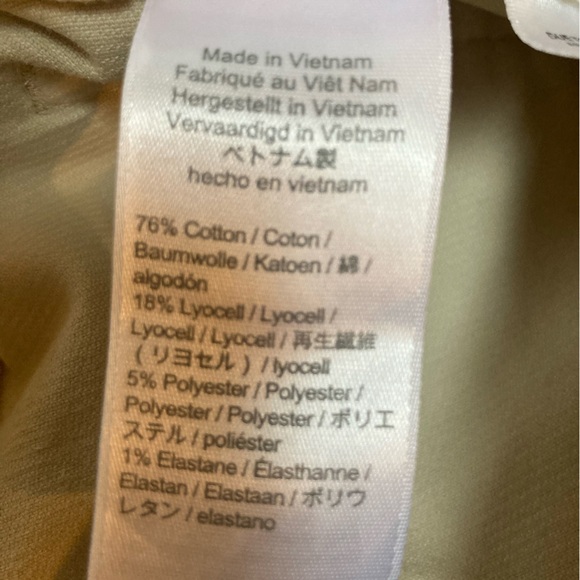 Made in Vietnam
Fabriqué au Viêt Nam
Hergestellt in Vietnam
Vervaardigd in Vietnam
ベトナム製
hecho en vietnam
76% Cotton / Coton /
Baumwolle / Katoen / 綿 /
algodón
18% Lyocell / Lyocell /
Lyocell / Lyocell / 再生繊維
(リヨセル) / lyocell
5% Polyester / Polyester /
Polyester / Polyester / ポリエ
ステル / poliéster
1% Elastane / Élasthanne /
Elastan / Elastaan / ポリウ
レタン / elastano